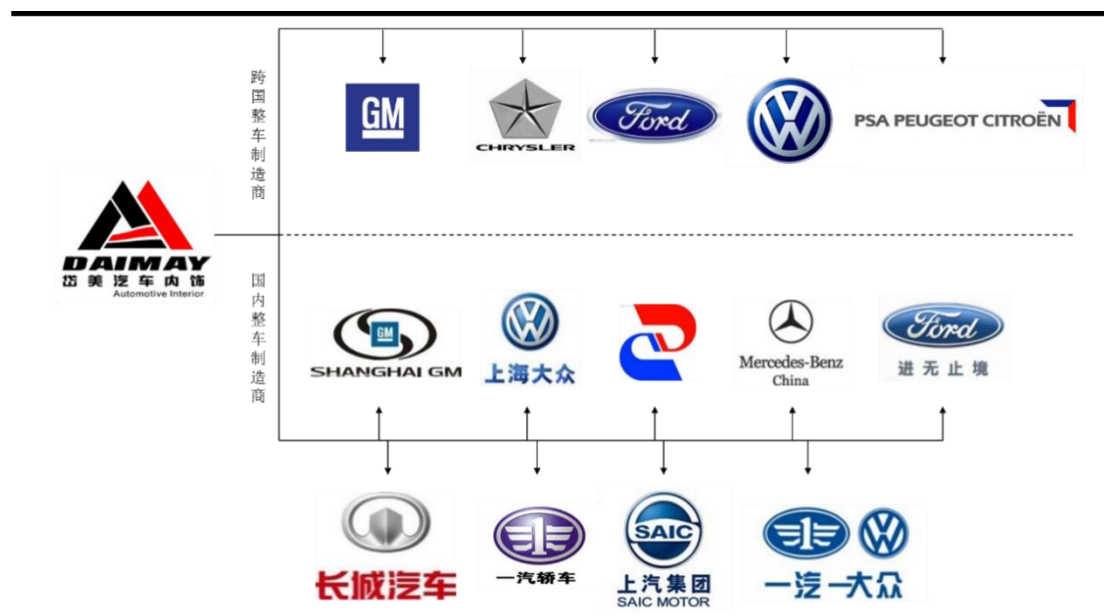 跨国整车制造商
GM
CHRYSLER
Ford
VW
PSA PEUGEOT CITROËN
DAIMAY
岱美汽车内饰
Automotive Interior
国内整车制造商
GM
SHANGHAI GM
上海大众
Mercedes-Benz
China
Ford
进无止境
长城汽车
一汽轿车
SAIC
上汽集团
SAIC MOTOR
一汽-大众